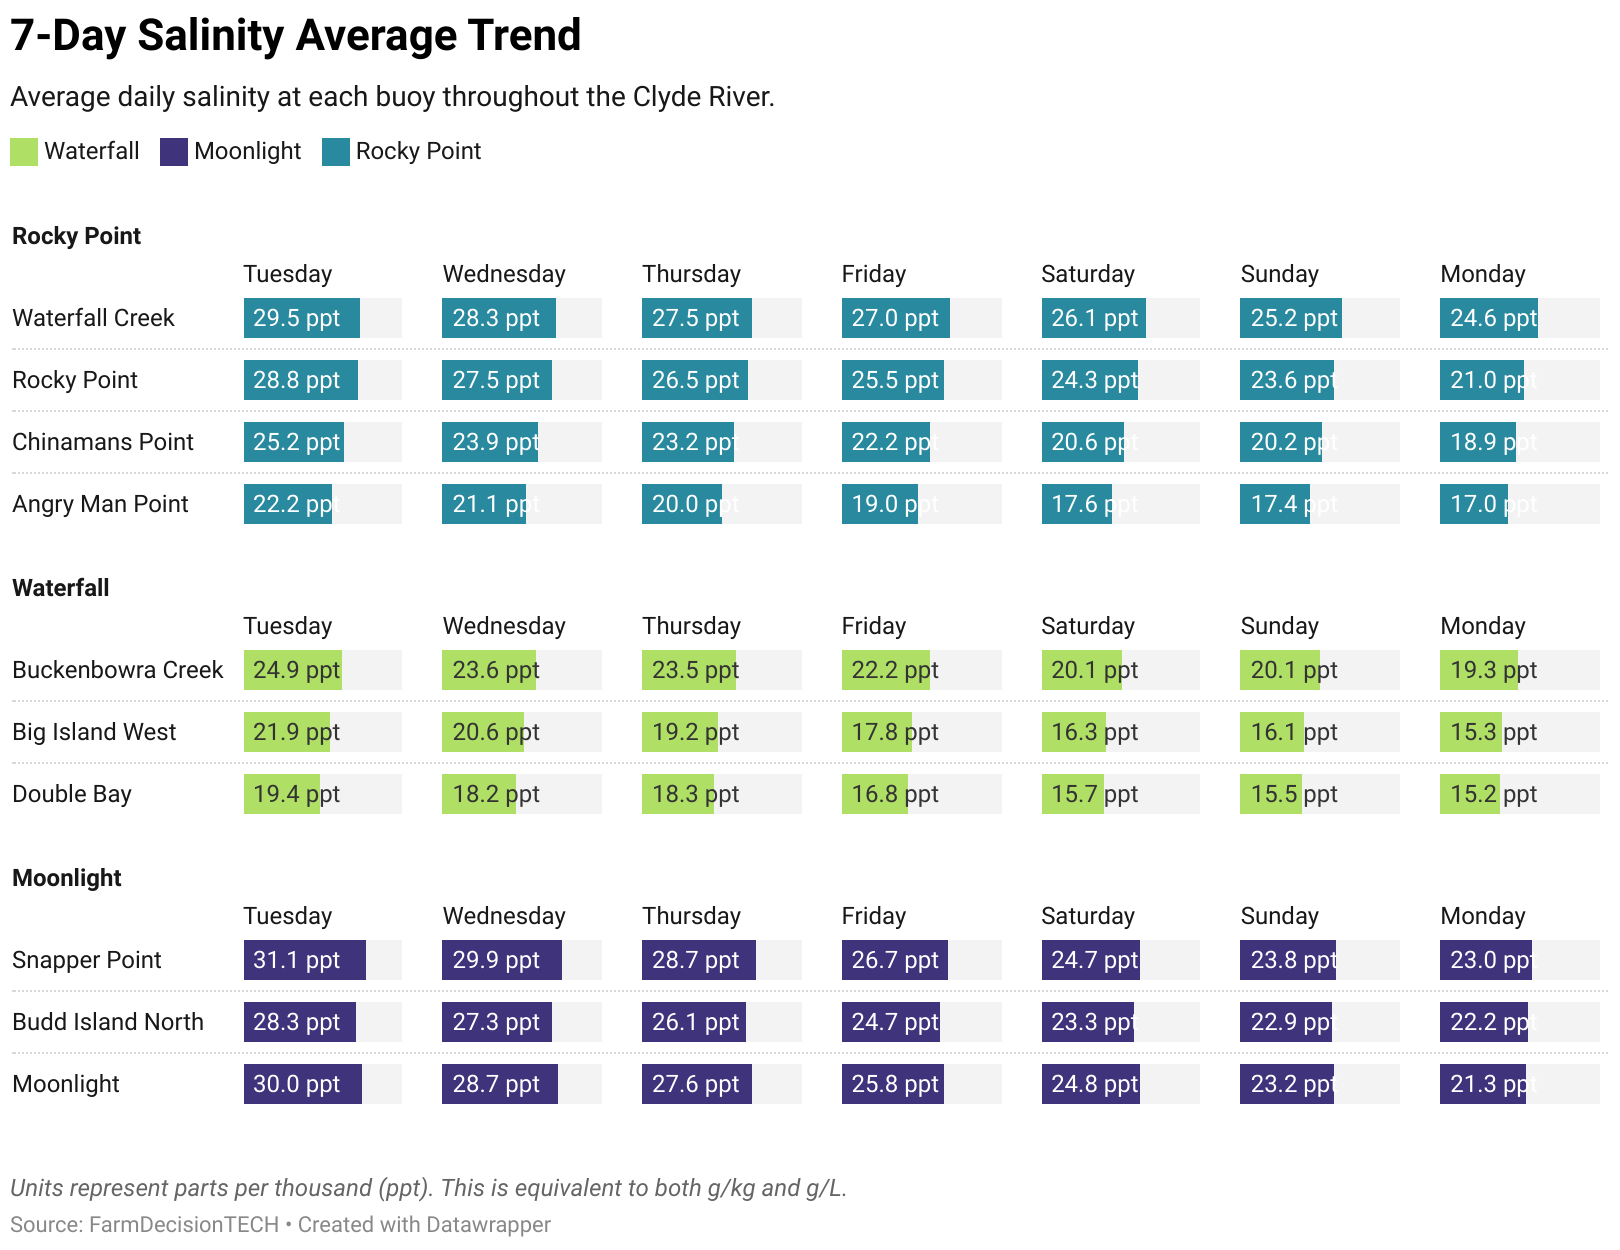 7-Day Salinity Average Trend
Average daily salinity at each buoy throughout the Clyde River.
Waterfall Moonlight Rocky Point
Rocky Point
Tuesday Wednesday Thursday Friday Saturday Sunday Monday
Waterfall Creek 29.5 ppt 28.3 ppt 27.5 ppt 27.0 ppt 26.1 ppt 25.2 ppt 24.6 ppt
Rocky Point 28.8 ppt 27.5 ppt 26.5 ppt 25.5 ppt 24.3 ppt 23.6 ppt 21.0 ppt
Chinamans Point 25.2 ppt 23.9 ppt 23.2 ppt 22.2 ppt 20.6 ppt 20.2 ppt 18.9 ppt
Angry Man Point 22.2 ppt 21.1 ppt 20.0 ppt 19.0 ppt 17.6 ppt 17.4 ppt 17.0 ppt
Waterfall
Tuesday Wednesday Thursday Friday Saturday Sunday Monday
Buckenbowra Creek 24.9 ppt 23.6 ppt 23.5 ppt 22.2 ppt 20.1 ppt 20.1 ppt 19.3 ppt
Big Island West 21.9 ppt 20.6 ppt 19.2 ppt 17.8 ppt 16.3 ppt 16.1 ppt 15.3 ppt
Double Bay 19.4 ppt 18.2 ppt 18.3 ppt 16.8 ppt 15.7 ppt 15.5 ppt 15.2 ppt
Moonlight
Tuesday Wednesday Thursday Friday Saturday Sunday Monday
Snapper Point 31.1 ppt 29.9 ppt 28.7 ppt 26.7 ppt 24.7 ppt 23.8 ppt 23.0 ppt
Budd Island North 28.3 ppt 27.3 ppt 26.1 ppt 24.7 ppt 23.3 ppt 22.9 ppt 22.2 ppt
Moonlight 30.0 ppt 28.7 ppt 27.6 ppt 25.8 ppt 24.8 ppt 23.2 ppt 21.3 ppt
Units represent parts per thousand (ppt). This is equivalent to both g/kg and g/L.
Source: FarmDecisionTECH • Created with Datawrapper